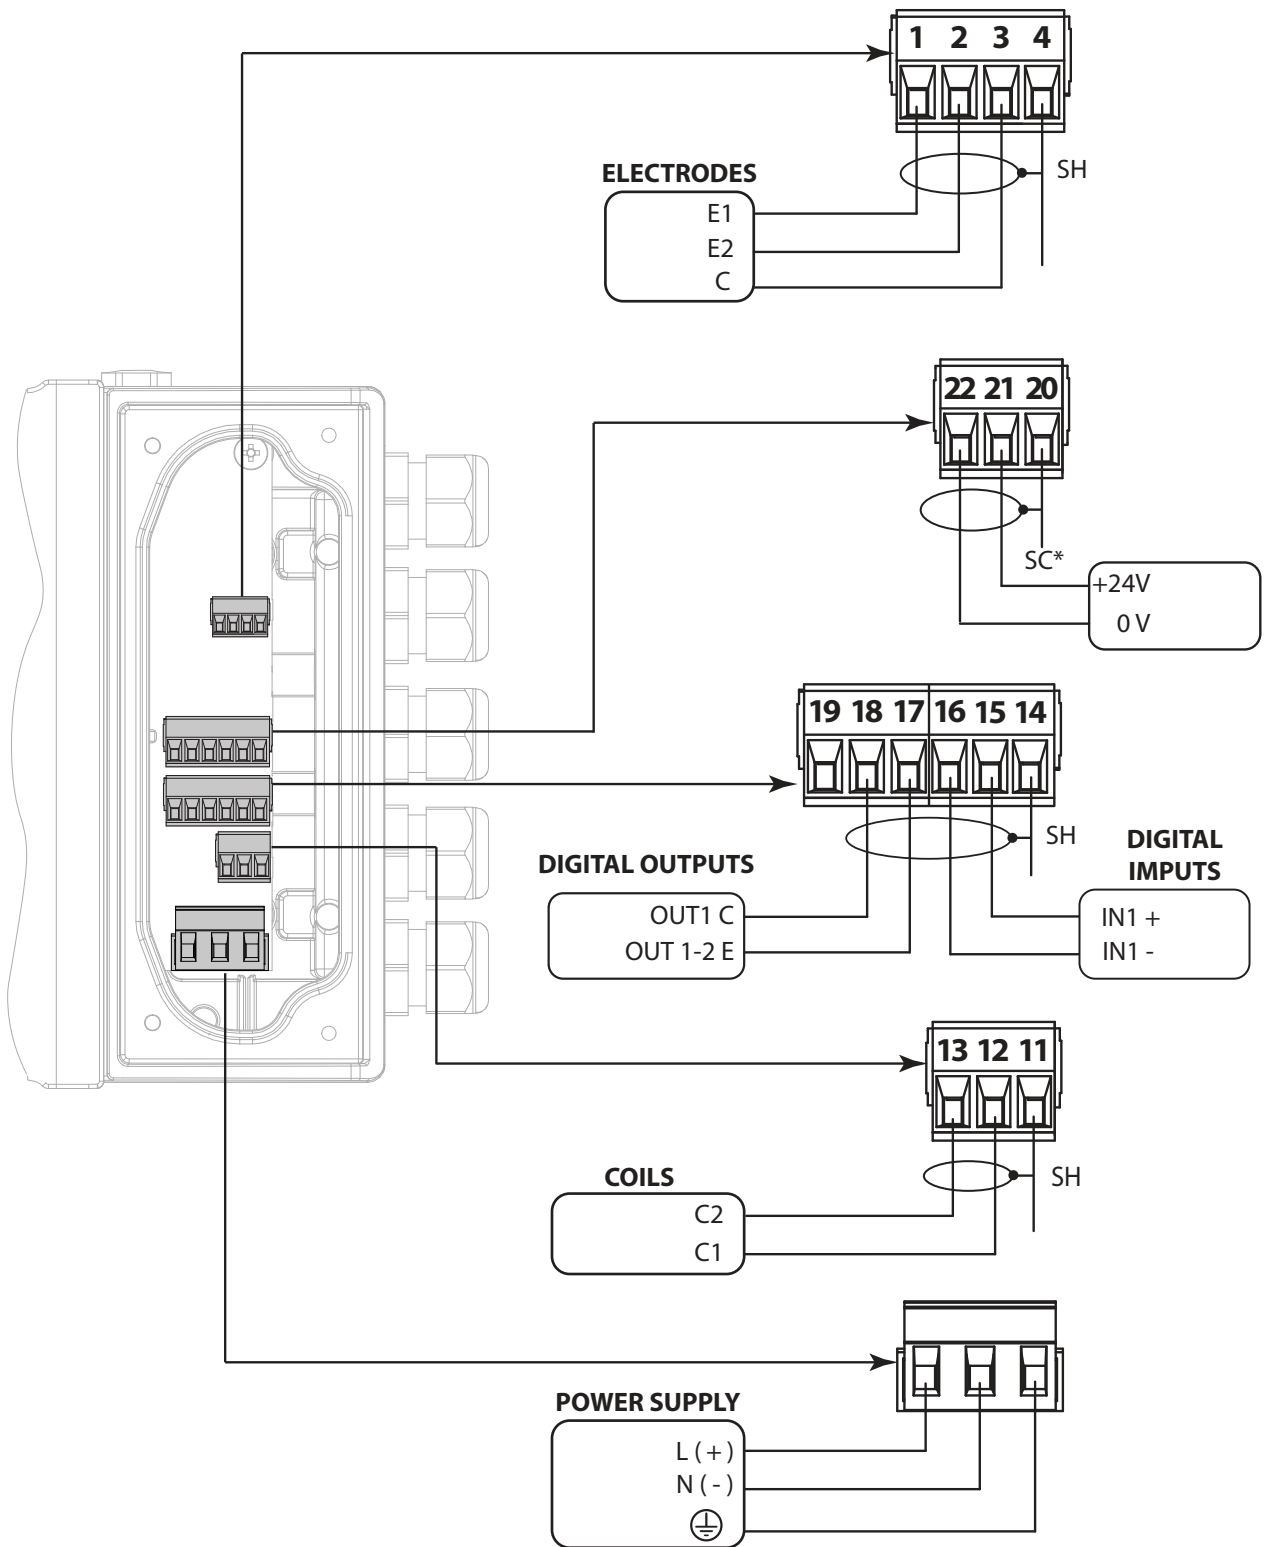 1 2 3 4
SH
ELECTRODES
E1
E2
C
22 21 20
SC*
+24V
0 V
19 18 17 16 15 14
SH
DIGITAL OUTPUTS
OUT1 C
OUT 1-2 E
DIGITAL
IMPUTS
IN1 +
IN1 -
13 12 11
SH
COILS
C2
C1
POWER SUPPLY
L ( + )
N ( - )